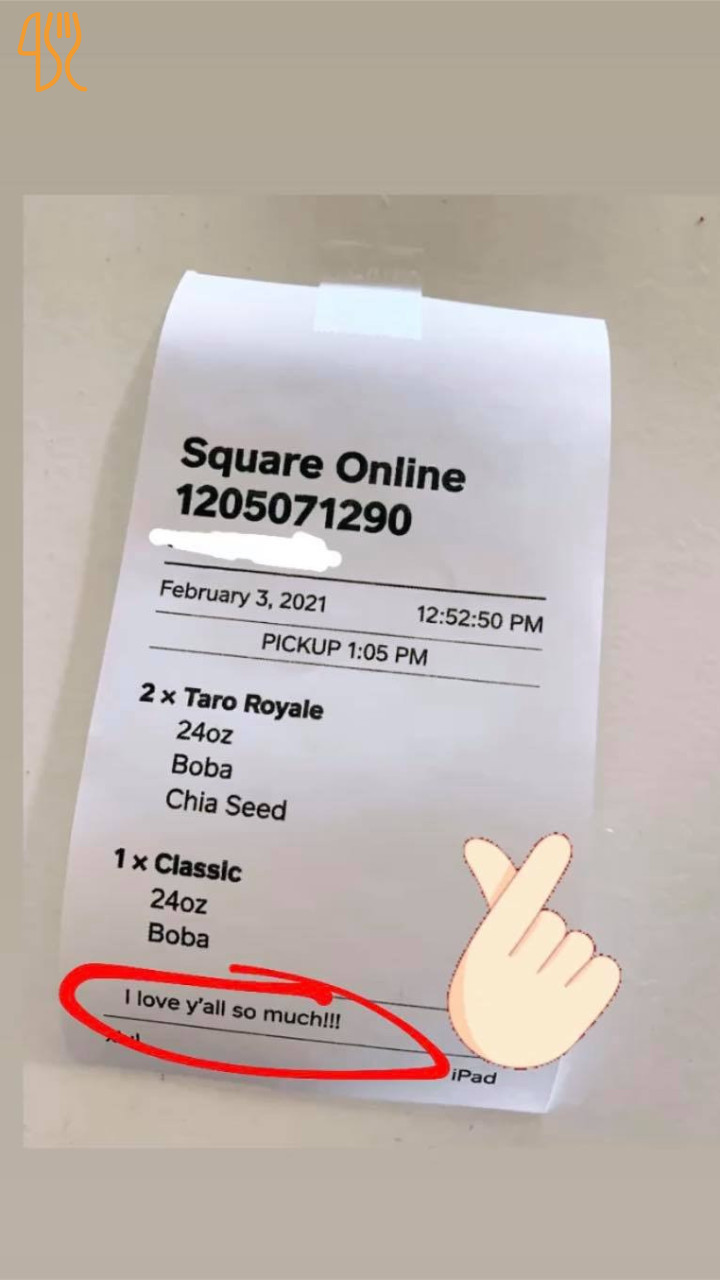 Square Online
1205071290
February 3, 2021 12:52:50 PM
PICKUP 1:05 PM
2 x Taro Royale
24oz
Boba
Chia Seed
1 x Classic
24oz
Boba
I love y'all so much!!!
iPad